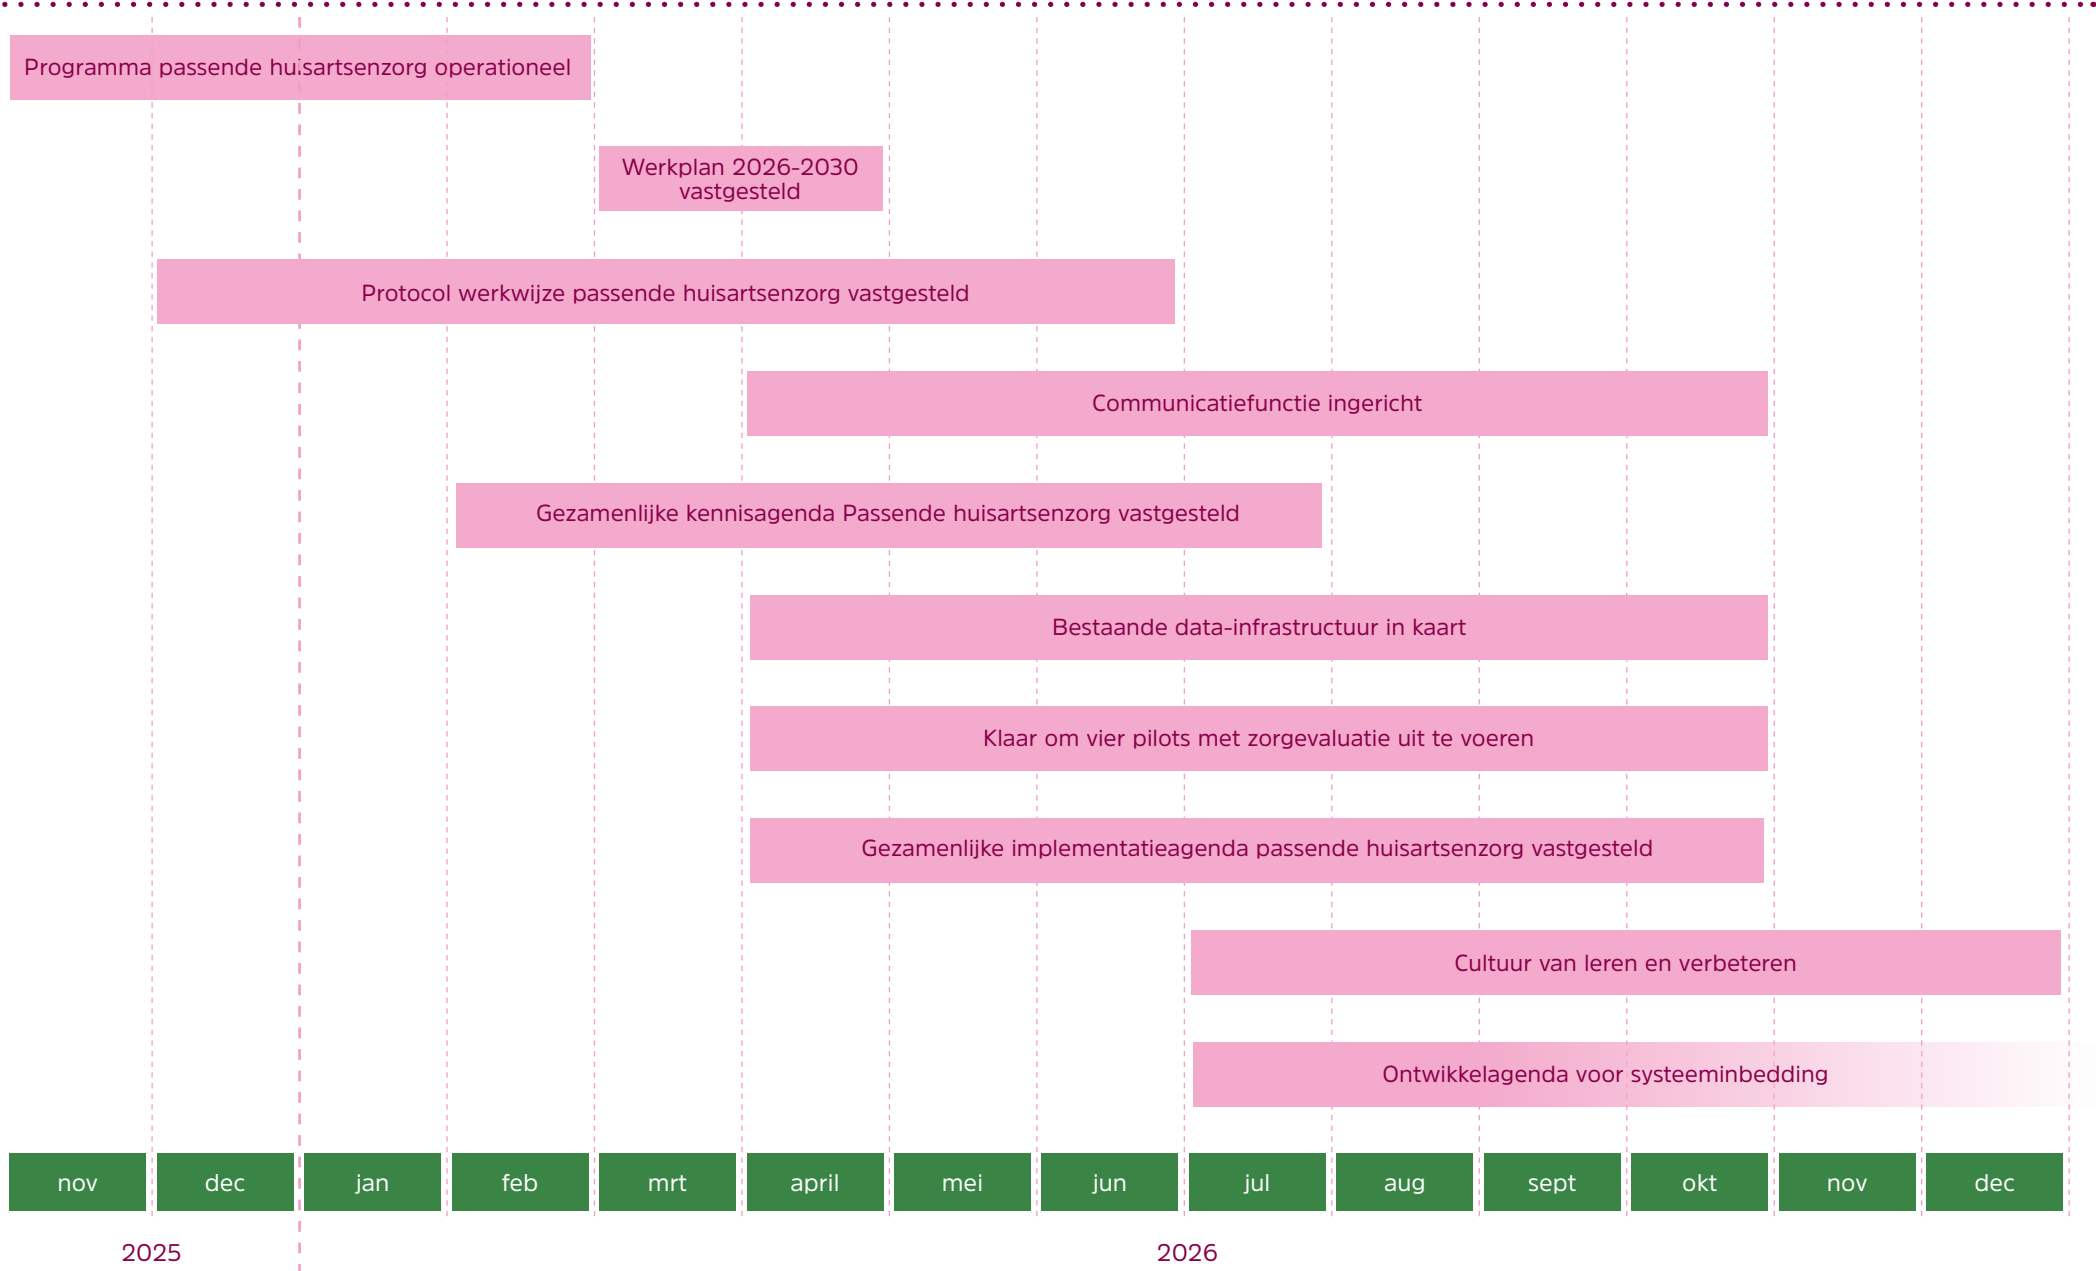 Programma passende huisartsenzorg operationeel
Werkplan 2026-2030
vastgesteld
Protocol werkwijze passende huisartsenzorg vastgesteld
Communicatiefunctie ingericht
Gezamenlijke kennisagenda Passende huisartsenzorg vastgesteld
Bestaande data-infrastructuur in kaart
Klaar om vier pilots met zorgevaluatie uit te voeren
Gezamenlijke implementatieagenda passende huisartsenzorg vastgesteld
Cultuur van leren en verbeteren
Ontwikkelagenda voor systeeminbedding
nov dec jan feb mrt april mei jun jul aug sept okt nov dec
2025 2026